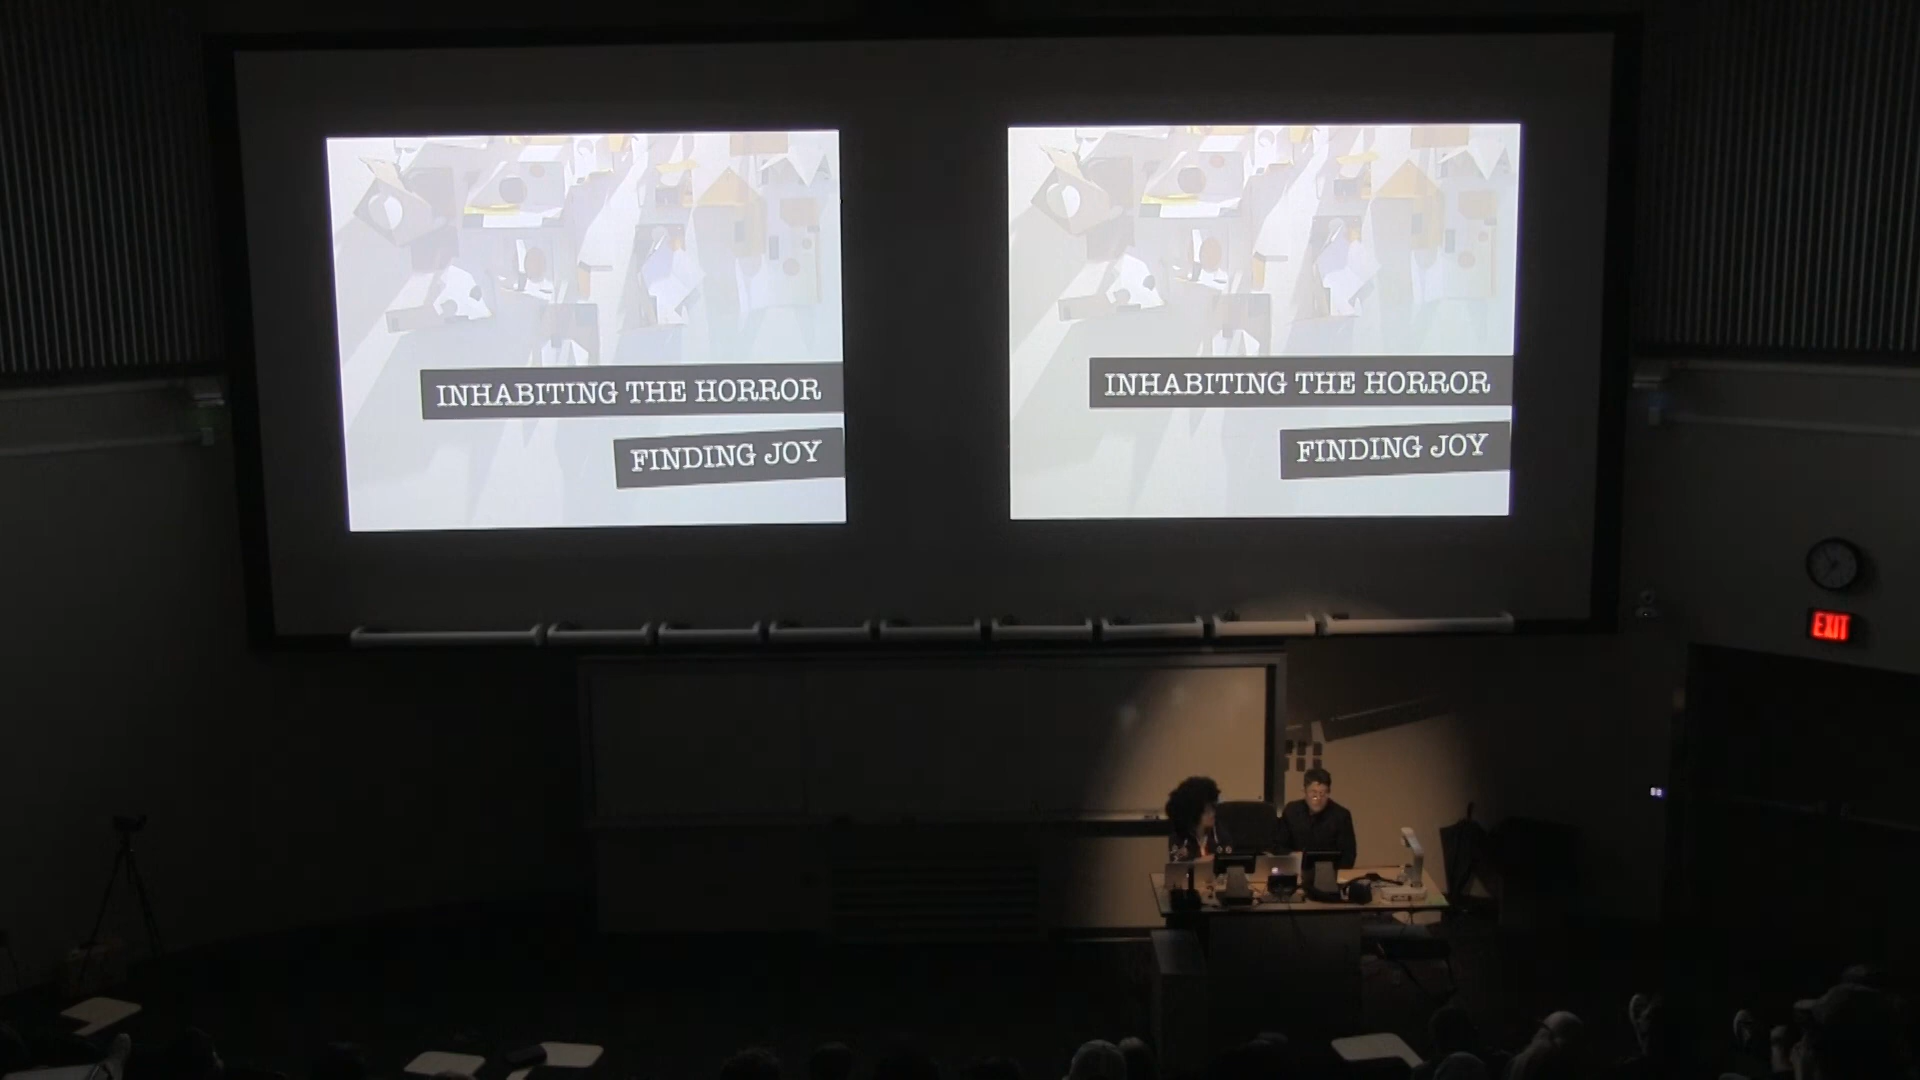 INHABITING THE HORROR
FINDING JOY
INHABITING THE HORROR
FINDING JOY
EXIT